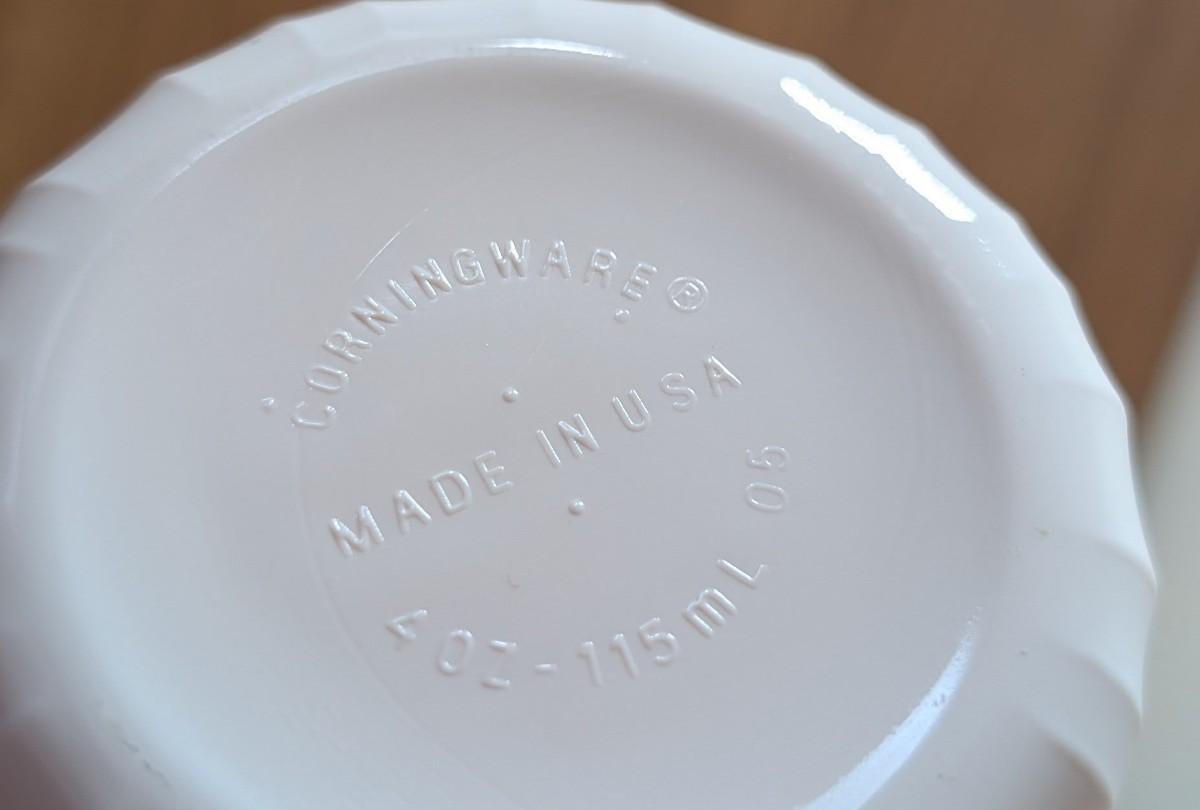 CORNINGWARE®
MADE IN USA
4 OZ - 115 mL 05